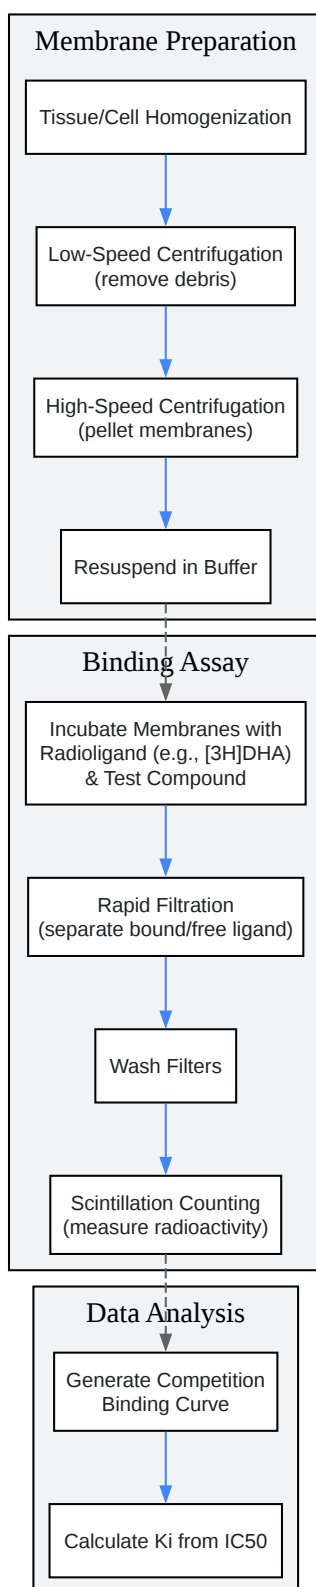 Membrane Preparation
Tissue/Cell Homogenization
Low-Speed Centrifugation
(remove debris)
High-Speed Centrifugation
(pellet membranes)
Resuspend in Buffer
Binding Assay
Incubate Membranes with
Radioligand (e.g., [3H]DHA)
& Test Compound
Rapid Filtration
(separate bound/free ligand)
Wash Filters
Scintillation Counting
(measure radioactivity)
Data Analysis
Generate Competition
Binding Curve
Calculate Ki from IC50